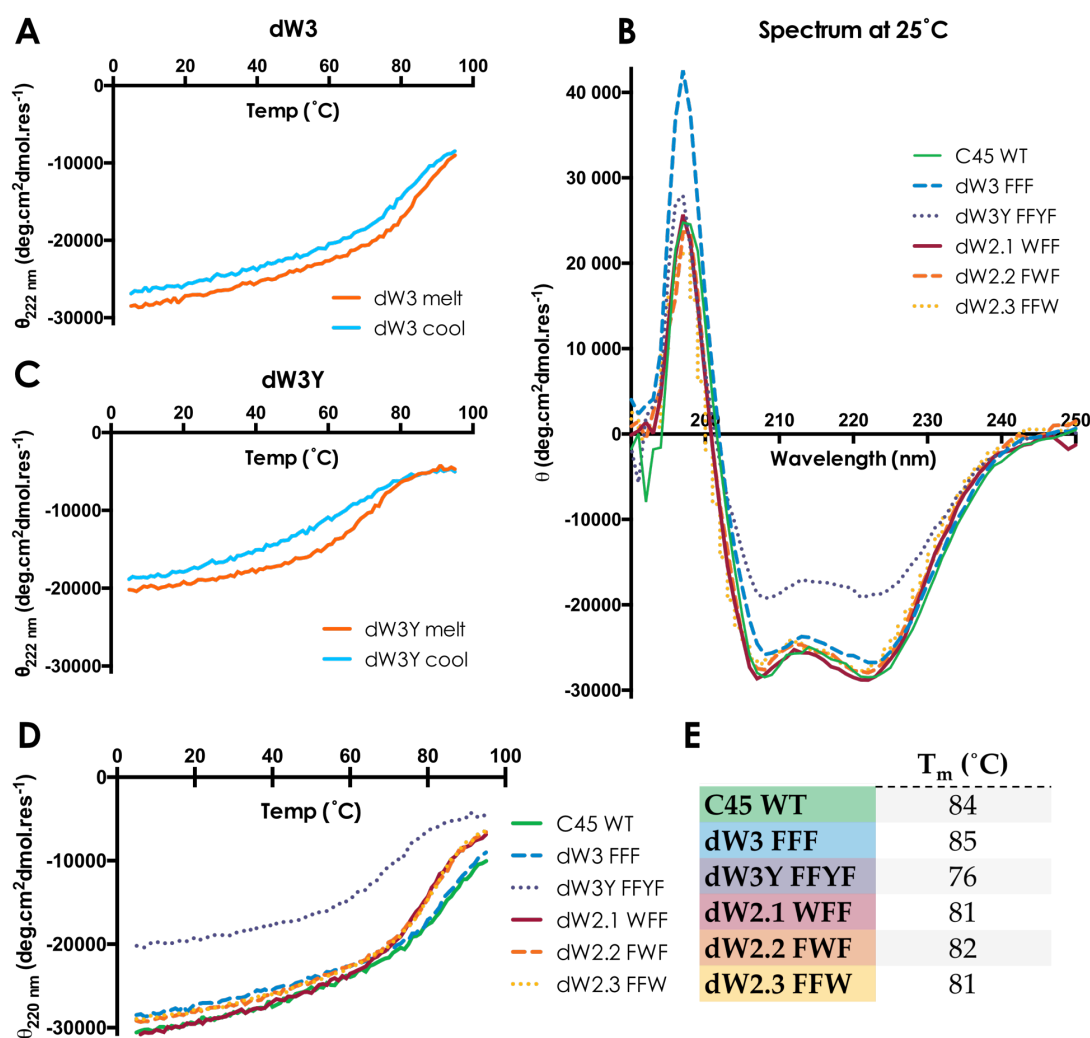 A
dW3
0 20 40 60 80 100
0
Temp (˚C)
-10000
-20000
-30000
θ222 nm (deg.cm2dmol.res-1)
dW3 melt
dW3 cool
B
Spectrum at 25˚C
40 000
30 000
20 000
10 000
0
-10000
-20000
-30000
θ (deg.cm2dmol.res-1)
200 210 220 230 240 250
Wavelength (nm)
C45 WT
dW3 FFF
dW3Y FFYF
dW2.1 WFF
dW2.2 FWF
dW2.3 FFW
C
dW3Y
0 20 40 60 80 100
0
Temp (˚C)
-10000
-20000
-30000
θ222 nm (deg.cm2dmol.res-1)
dW3Y melt
dW3Y cool
D
0 20 40 60 80 100
0
Temp (˚C)
-10000
-20000
-30000
θ220 nm (deg.cm2dmol.res-1)
C45 WT
dW3 FFF
dW3Y FFYF
dW2.1 WFF
dW2.2 FWF
dW2.3 FFW
E
Tm (˚C)
C45 WT 84
dW3 FFF 85
dW3Y FFYF 76
dW2.1 WFF 81
dW2.2 FWF 82
dW2.3 FFW 81